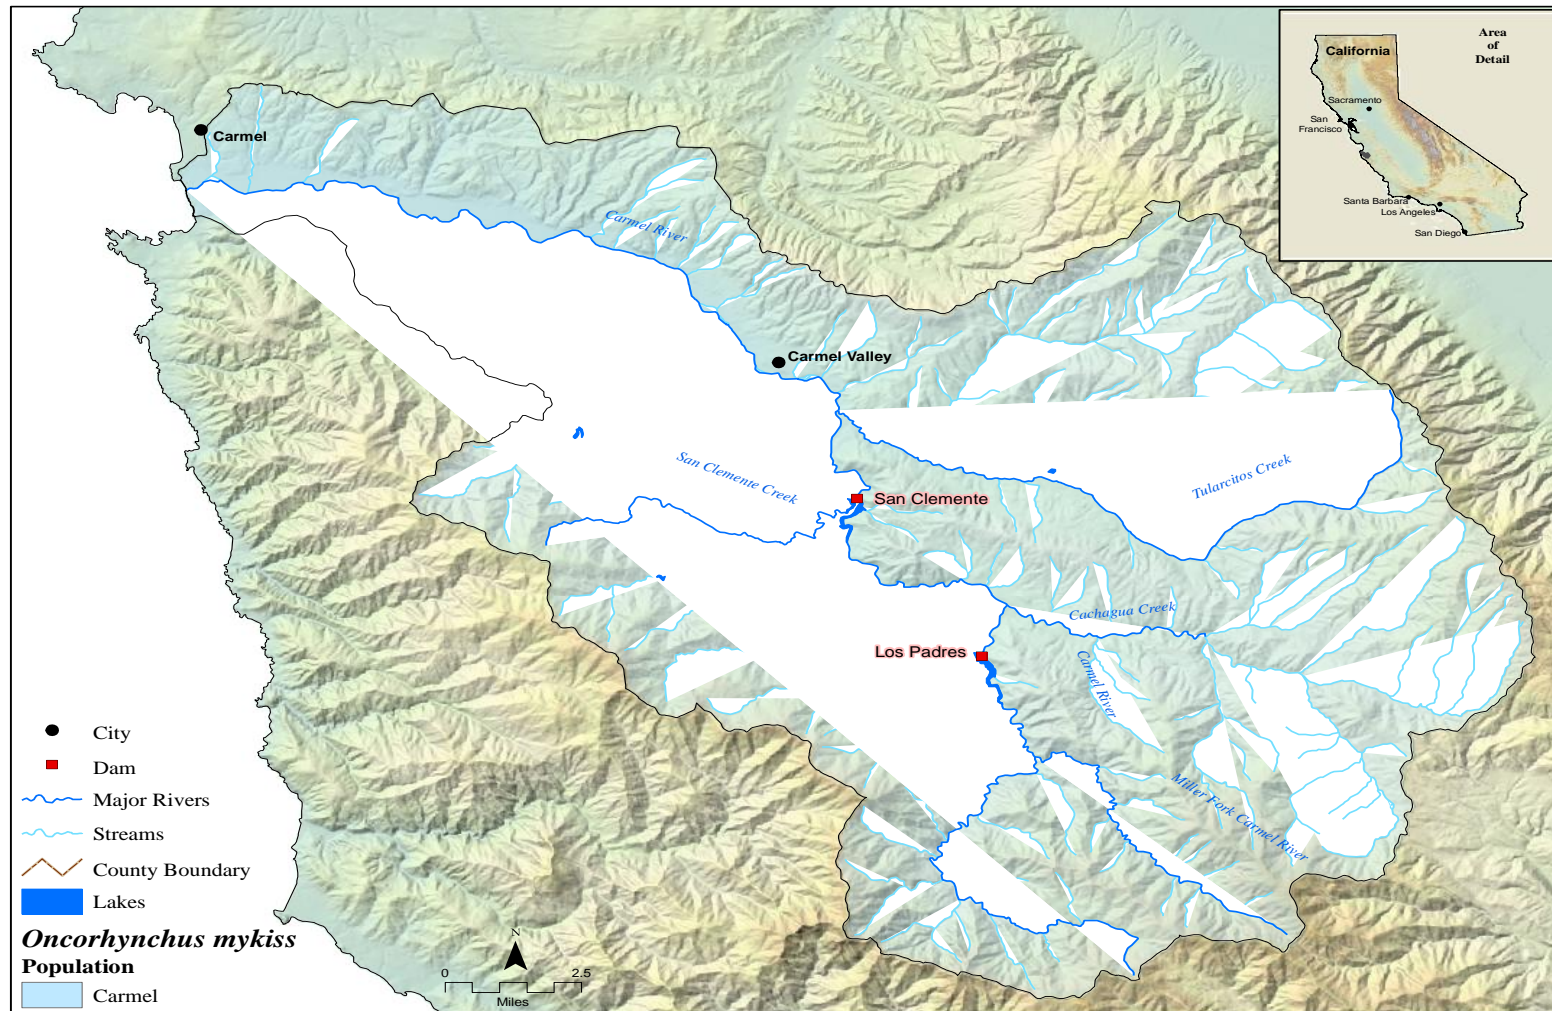 Area
of
Detail
California
Sacramento
San
Francisco
Santa Barbara
Los Angeles
San Diego
Carmel
Carmel River
Carmel Valley
San Clemente Creek
San Clemente
Tularcitos Creek
Cachagua Creek
Los Padres
Carmel River
Miller Fork Carmel River
City
Dam
Major Rivers
Streams
County Boundary
Lakes
Oncorhynchus mykiss
Population
Carmel
N
0 2.5
Miles